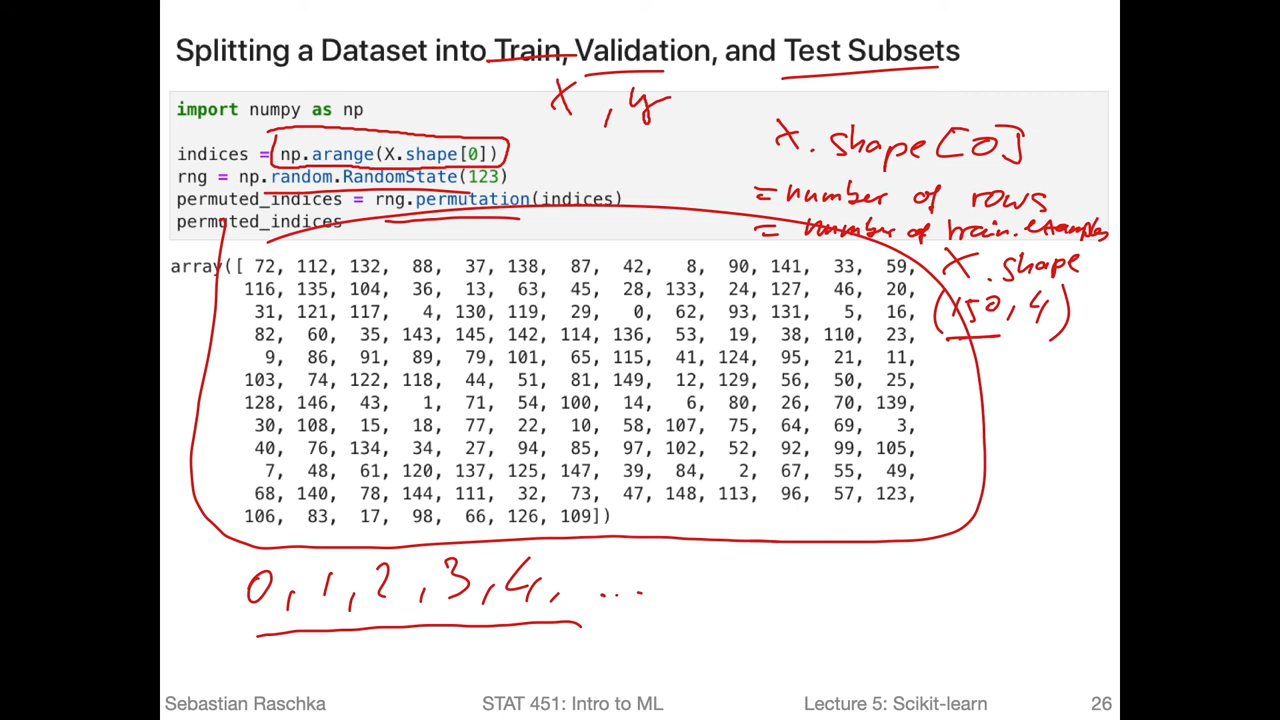 Splitting a Dataset into Train, Validation, and Test Subsets
X, y
import numpy as np
indices = np.arange(X.shape[0])
rng = np.random.RandomState(123)
permuted_indices = rng.permutation(indices)
permuted_indices
X.shape[0]
= number of rows
= number of train. examples
X.shape
(150, 4)
array([ 72, 112, 132, 88, 37, 138, 87, 42, 8, 90, 141, 33, 59,
116, 135, 104, 36, 13, 63, 45, 28, 133, 24, 127, 46, 20,
31, 121, 117, 4, 130, 119, 29, 0, 62, 93, 131, 5, 16,
82, 60, 35, 143, 145, 142, 114, 136, 53, 19, 38, 110, 23,
9, 86, 91, 89, 79, 101, 65, 115, 41, 124, 95, 21, 11,
103, 74, 122, 118, 44, 51, 81, 149, 12, 129, 56, 50, 25,
128, 146, 43, 1, 71, 54, 100, 14, 6, 80, 26, 70, 139,
30, 108, 15, 18, 77, 22, 10, 58, 107, 75, 64, 69, 3,
40, 76, 134, 34, 27, 94, 85, 97, 102, 52, 92, 99, 105,
7, 48, 61, 120, 137, 125, 147, 39, 84, 2, 67, 55, 49,
68, 140, 78, 144, 111, 32, 73, 47, 148, 113, 96, 57, 123,
106, 83, 17, 98, 66, 126, 109])
0, 1, 2, 3, 4, ...
Sebastian Raschka STAT 451: Intro to ML Lecture 5: Scikit-learn 26